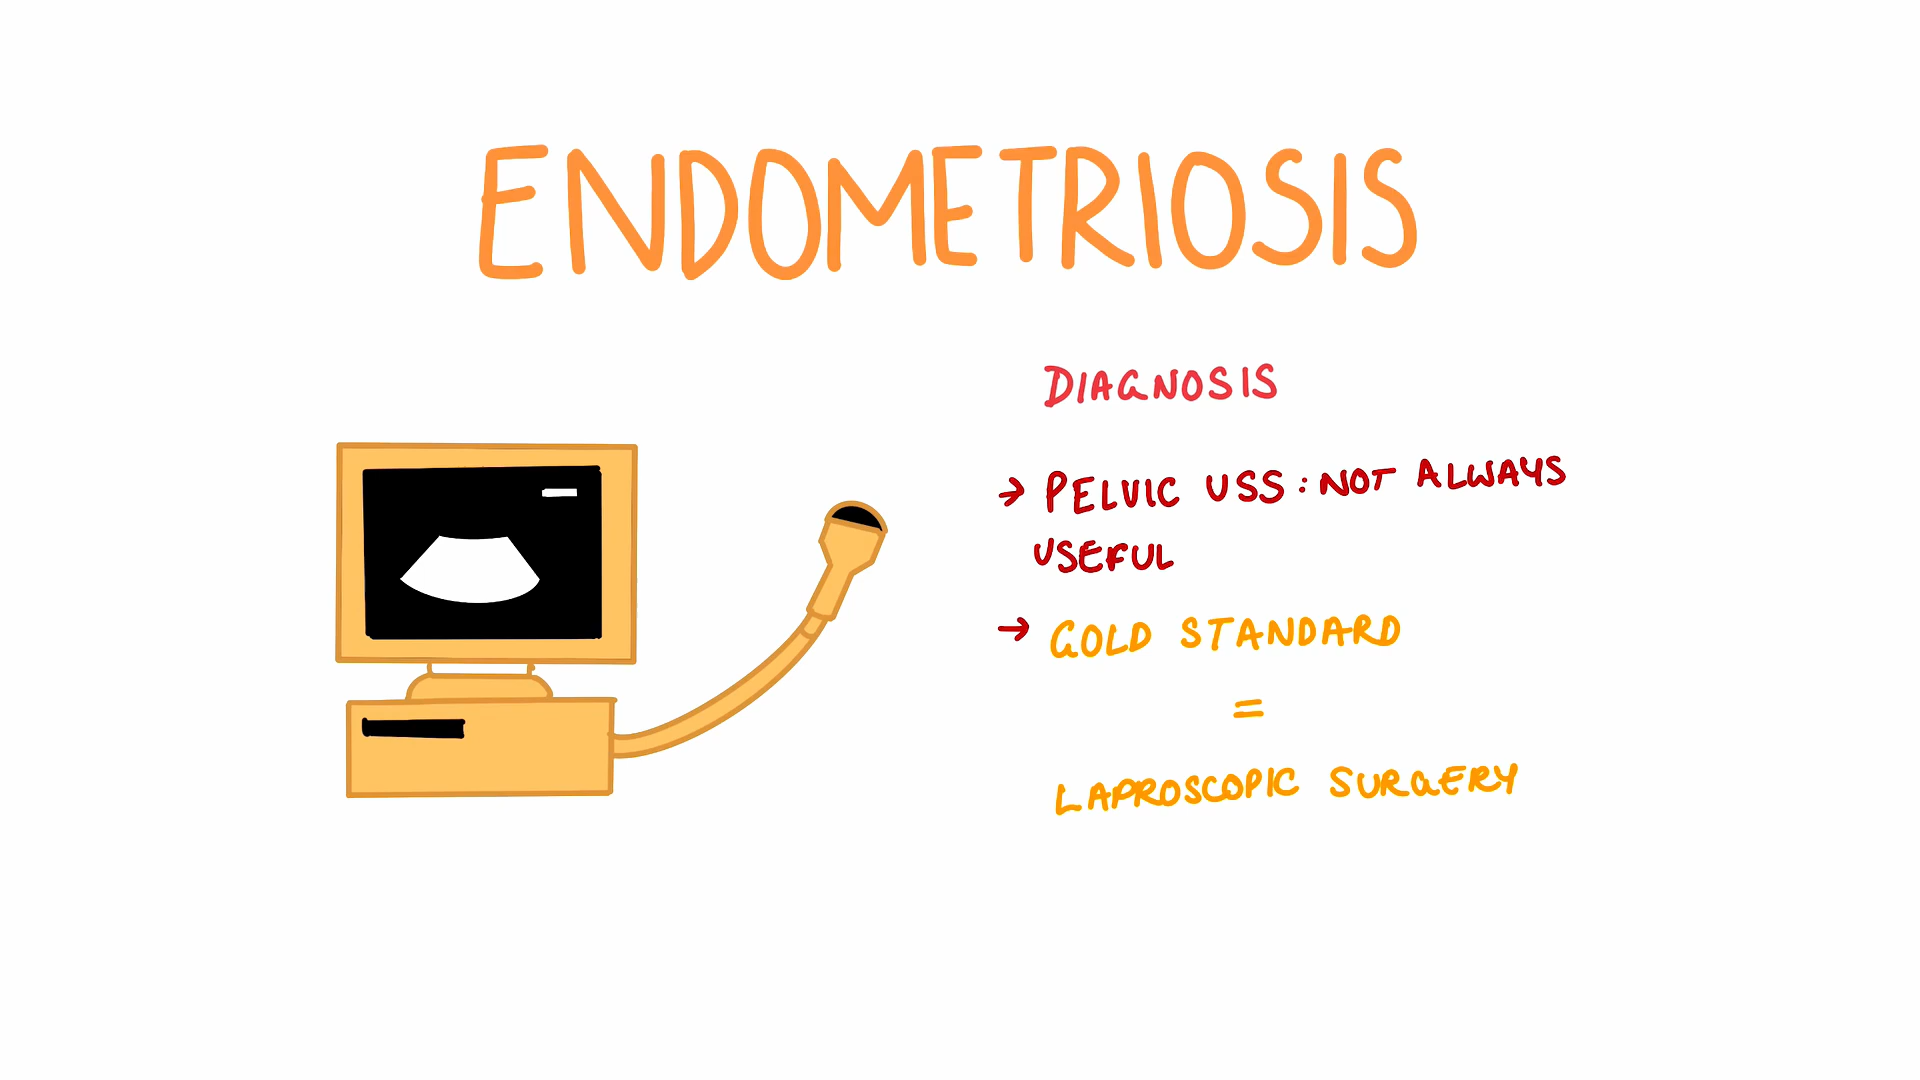 ENDOMETRIOSIS
DIAGNOSIS
→ PELVIC USS: NOT ALWAYS
USEFUL
→ GOLD STANDARD
=
LAPROSCOPIC SURGERY